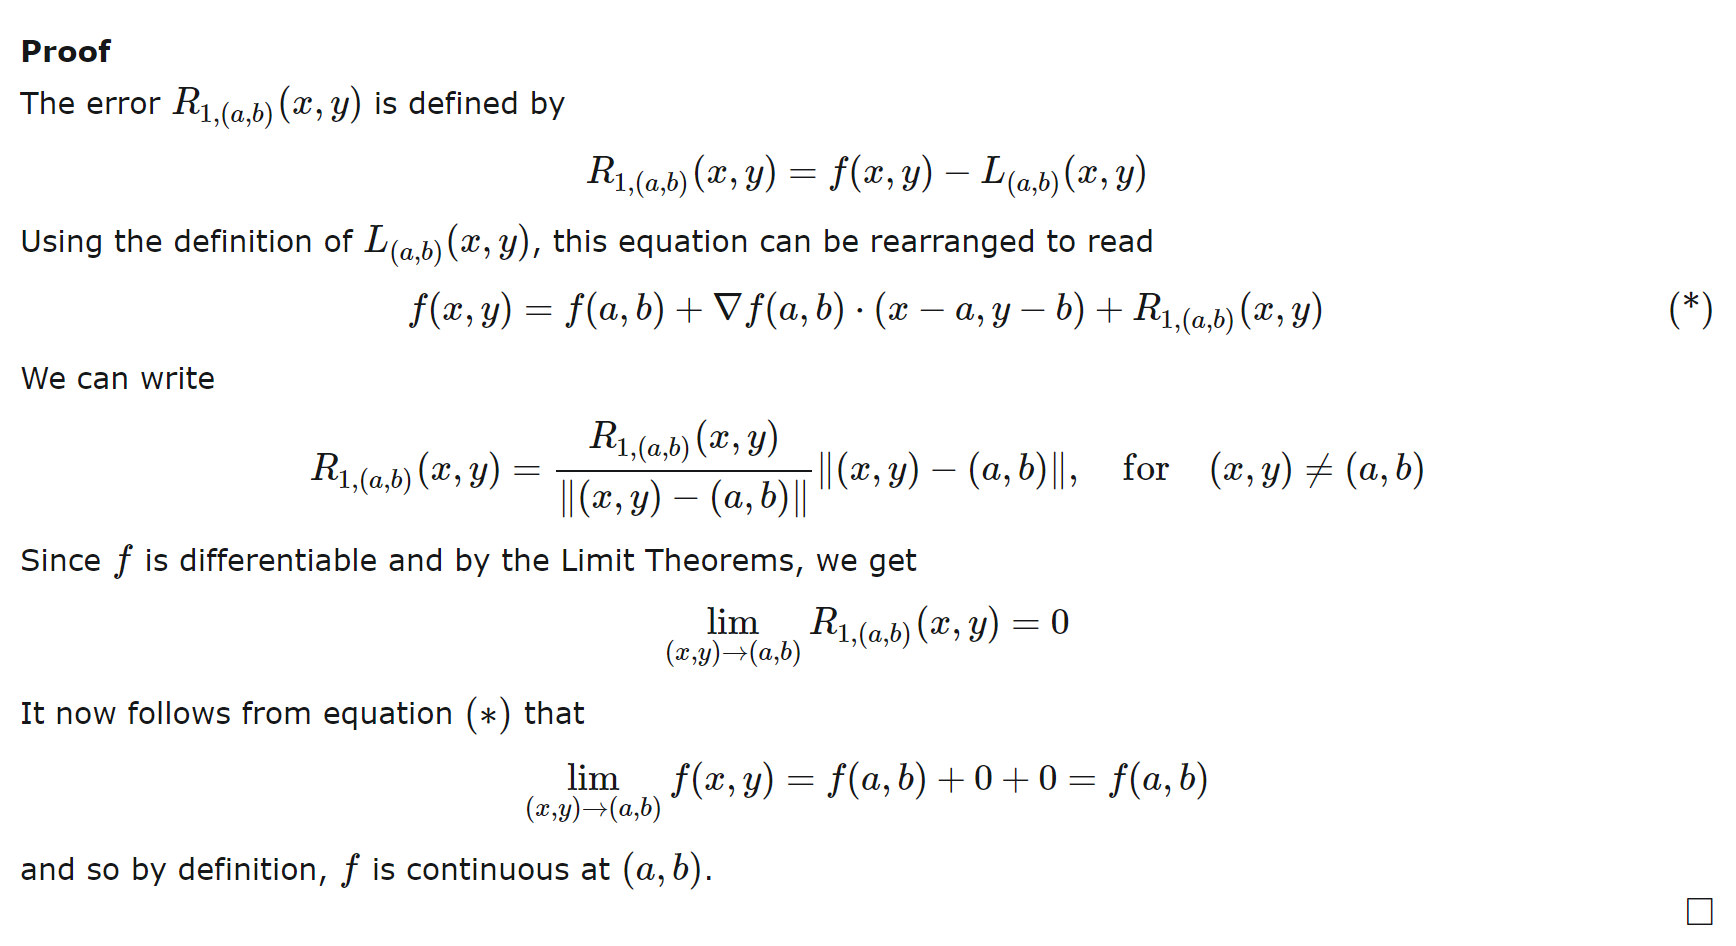 Proof
The error $R_{1,(a,b)}(x, y)$ is defined by
$R_{1,(a,b)}(x, y) = f(x, y) - L_{(a,b)}(x, y)$
Using the definition of $L_{(a,b)}(x, y)$, this equation can be rearranged to read
$f(x, y) = f(a, b) + \nabla f(a, b) \cdot (x - a, y - b) + R_{1,(a,b)}(x, y)$ (*)
We can write
$R_{1,(a,b)}(x, y) = \frac{R_{1,(a,b)}(x, y)}{\|(x, y) - (a, b)\|} \|(x, y) - (a, b)\|, \quad \text{for} \quad (x, y) \neq (a, b)$
Since $f$ is differentiable and by the Limit Theorems, we get
$\lim_{(x,y) \to (a,b)} R_{1,(a,b)}(x, y) = 0$
It now follows from equation $(*)$ that
$\lim_{(x,y) \to (a,b)} f(x, y) = f(a, b) + 0 + 0 = f(a, b)$
and so by definition, $f$ is continuous at $(a, b)$.
□